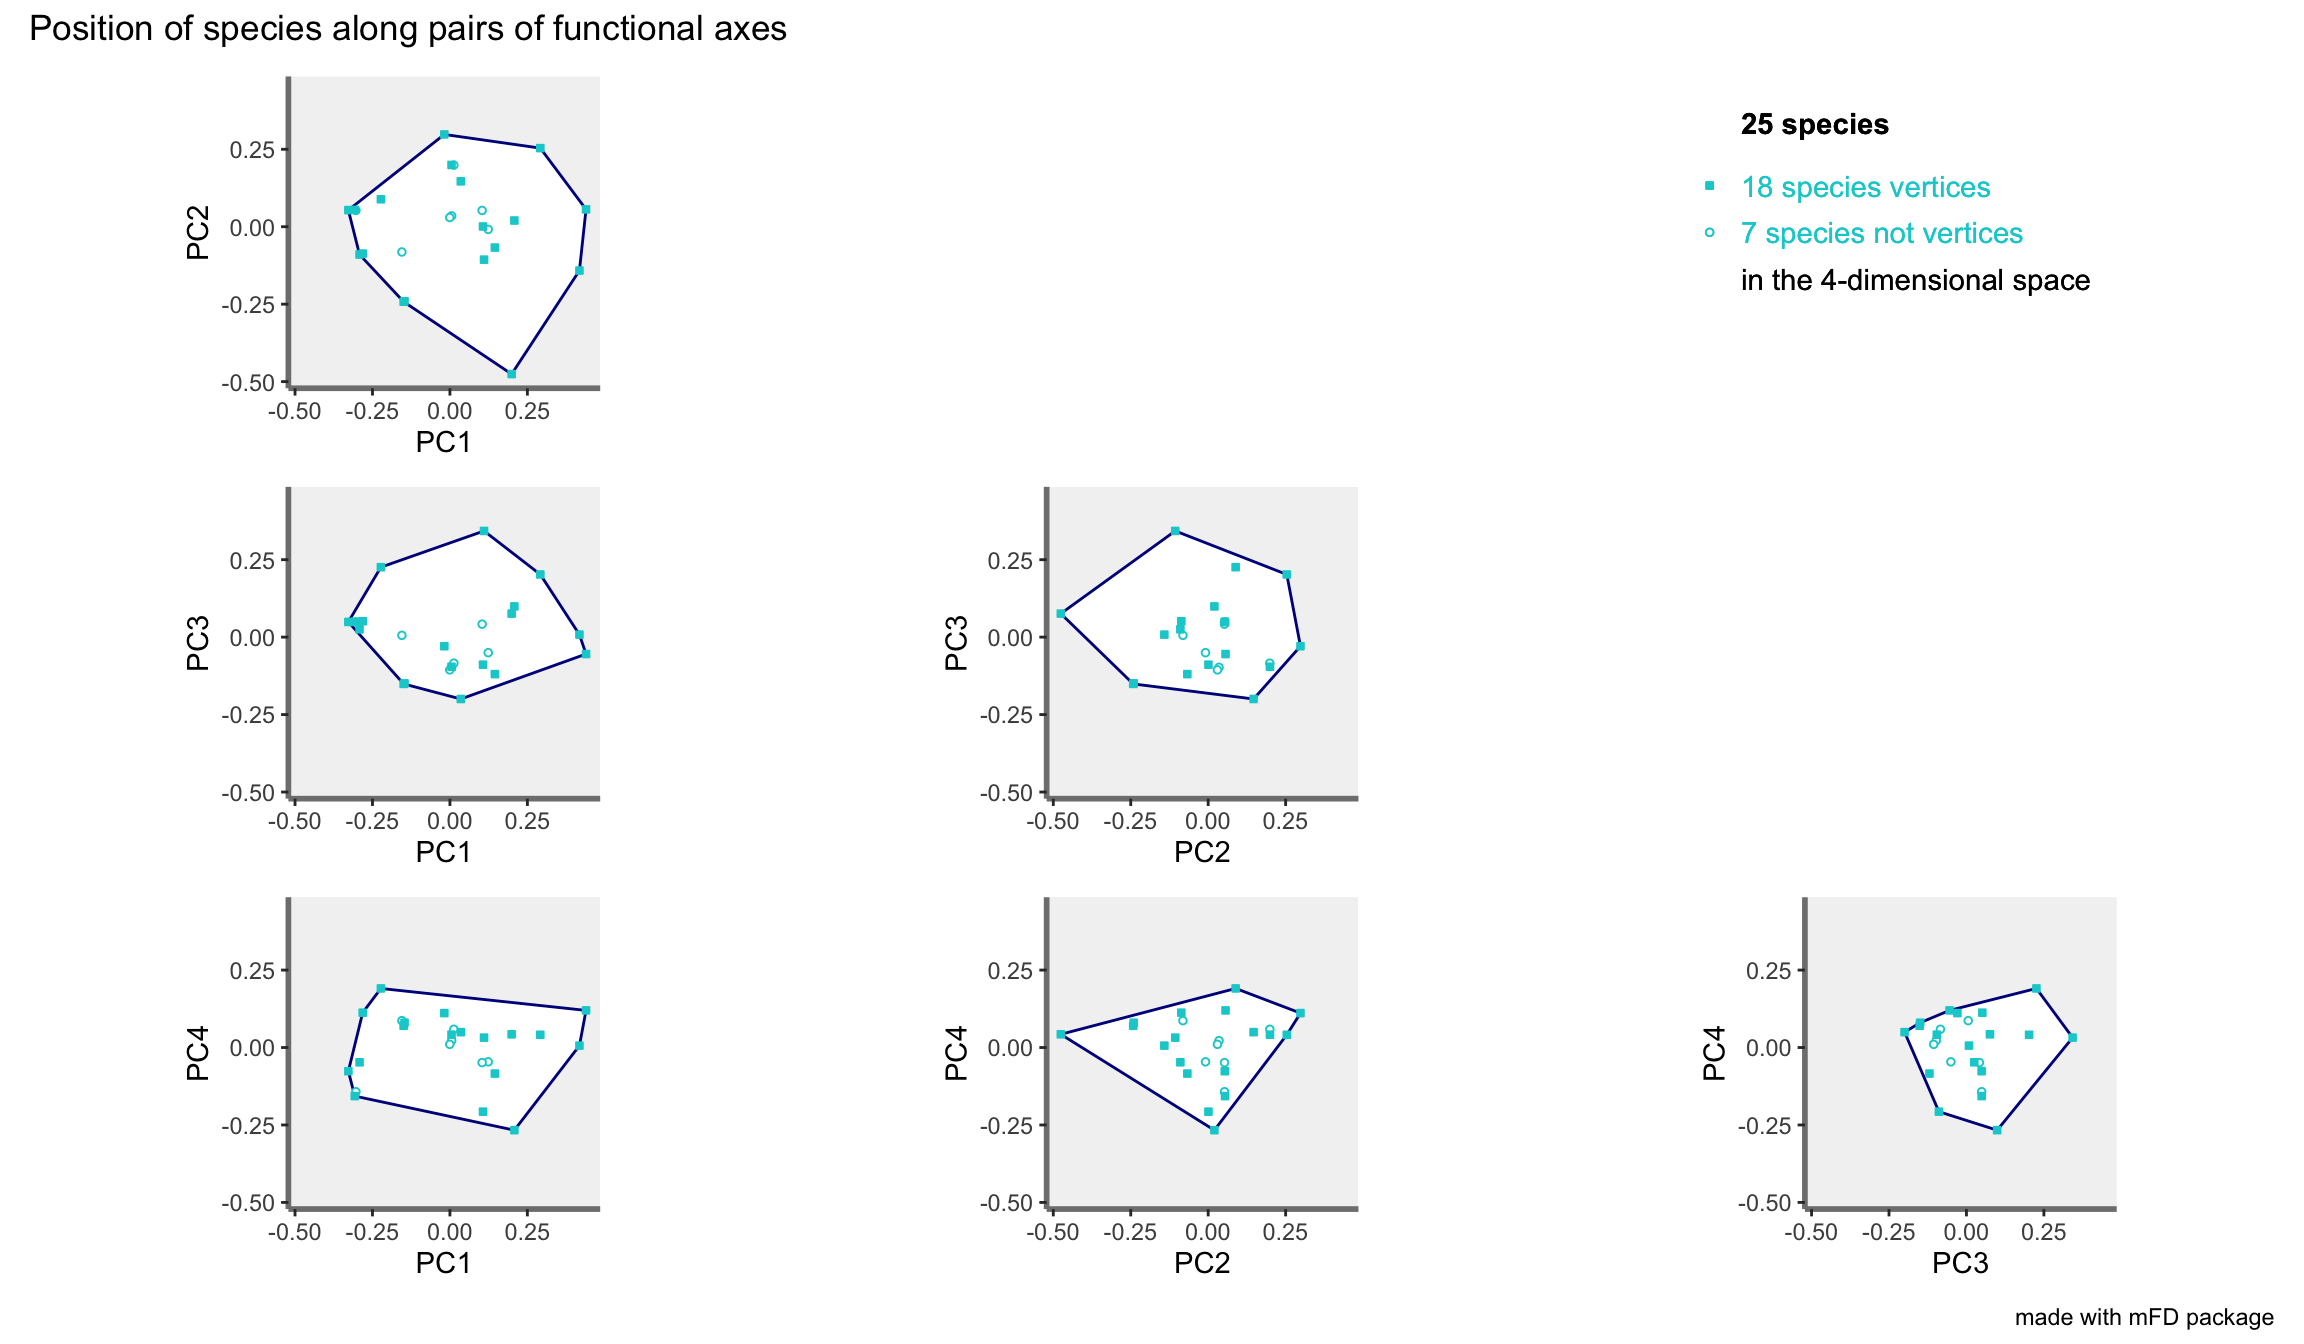 Position of species along pairs of functional axes
25 species
18 species vertices
7 species not vertices
in the 4-dimensional space
PC2
0.25
0.00
-0.25
-0.50
-0.50 -0.25 0.00 0.25
PC1
PC3
0.25
0.00
-0.25
-0.50
-0.50 -0.25 0.00 0.25
PC1
PC3
0.25
0.00
-0.25
-0.50
-0.50 -0.25 0.00 0.25
PC2
PC4
0.25
0.00
-0.25
-0.50
-0.50 -0.25 0.00 0.25
PC1
PC4
0.25
0.00
-0.25
-0.50
-0.50 -0.25 0.00 0.25
PC2
PC4
0.25
0.00
-0.25
-0.50
-0.50 -0.25 0.00 0.25
PC3
made with mFD package